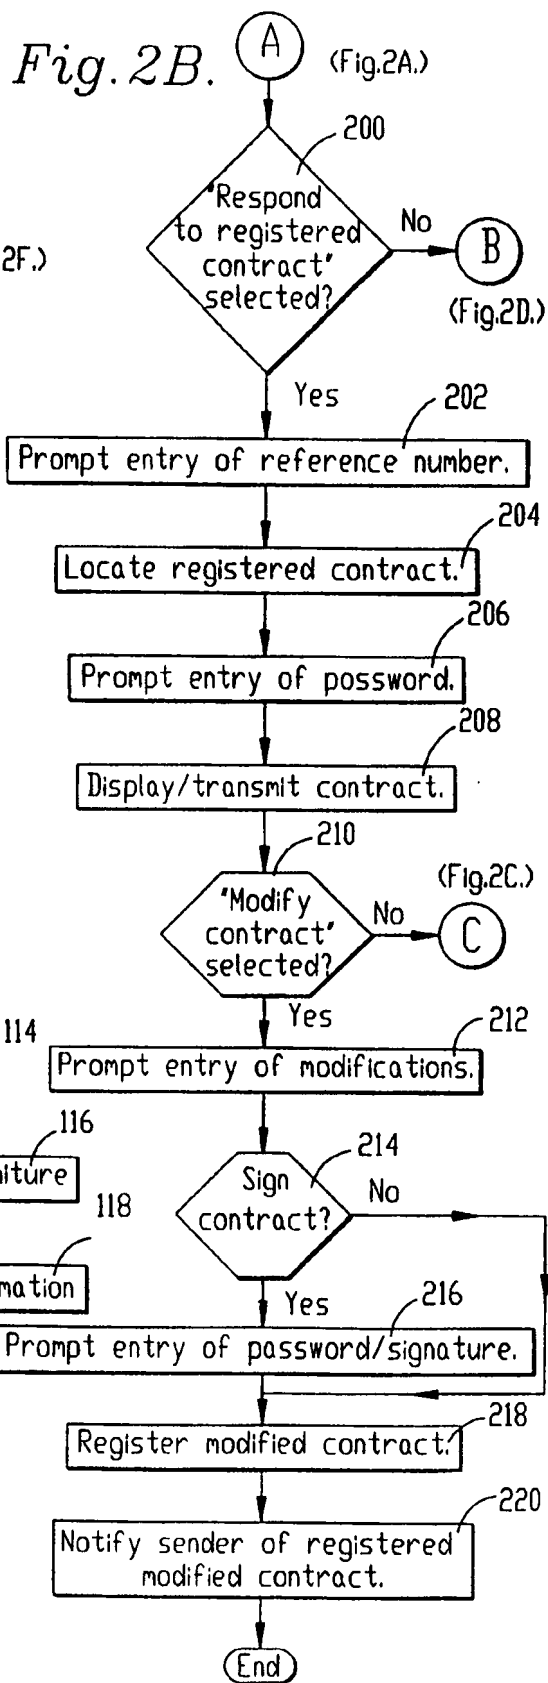 Fig. 2B.
A
(Fig.2A.)
200
"Respond
to registered
contract"
selected?
No
B
(Fig.2D.)
2F.)
Yes
202
Prompt entry of reference number.
204
Locate registered contract.
206
Prompt entry of possword.
208
Display/transmit contract.
210
(Fig.2C.)
"Modify
contract"
selected?
No
C
Yes
114
212
Prompt entry of modifications.
116
niture
118
mation
214
Sign
contract?
No
Yes
216
Prompt entry of password/signature.
218
Register modified contract.
220
Notify sender of registered
modified contract.
End